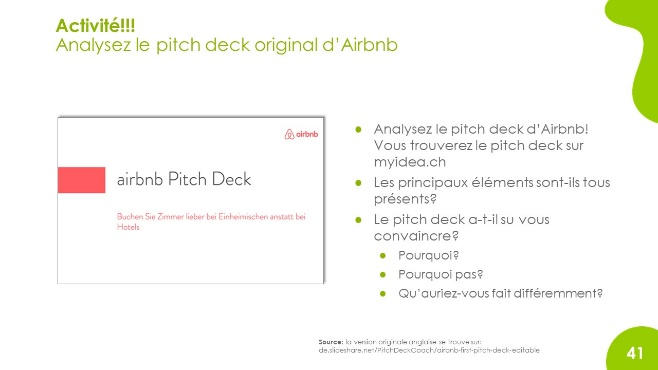 Activité!!!
Analysez le pitch deck original d'Airbnb
airbnb
airbnb Pitch Deck
Buchen Sie Zimmer lieber bei Einheimischen anstatt bei
Hotels
Analysez le pitch deck d'Airbnb!
Vous trouverez le pitch deck sur
myidea.ch
Les principaux éléments sont-ils tous
présents?
Le pitch deck a-t-il su vous
convaincre?
Pourquoi?
Pourquoi pas?
Qu'auriez-vous fait différemment?
Source: la version originale anglaise se trouve sur:
de.slideshare.net/PitchDeckCoach/airbnb-first-pitch-deck-editable
41